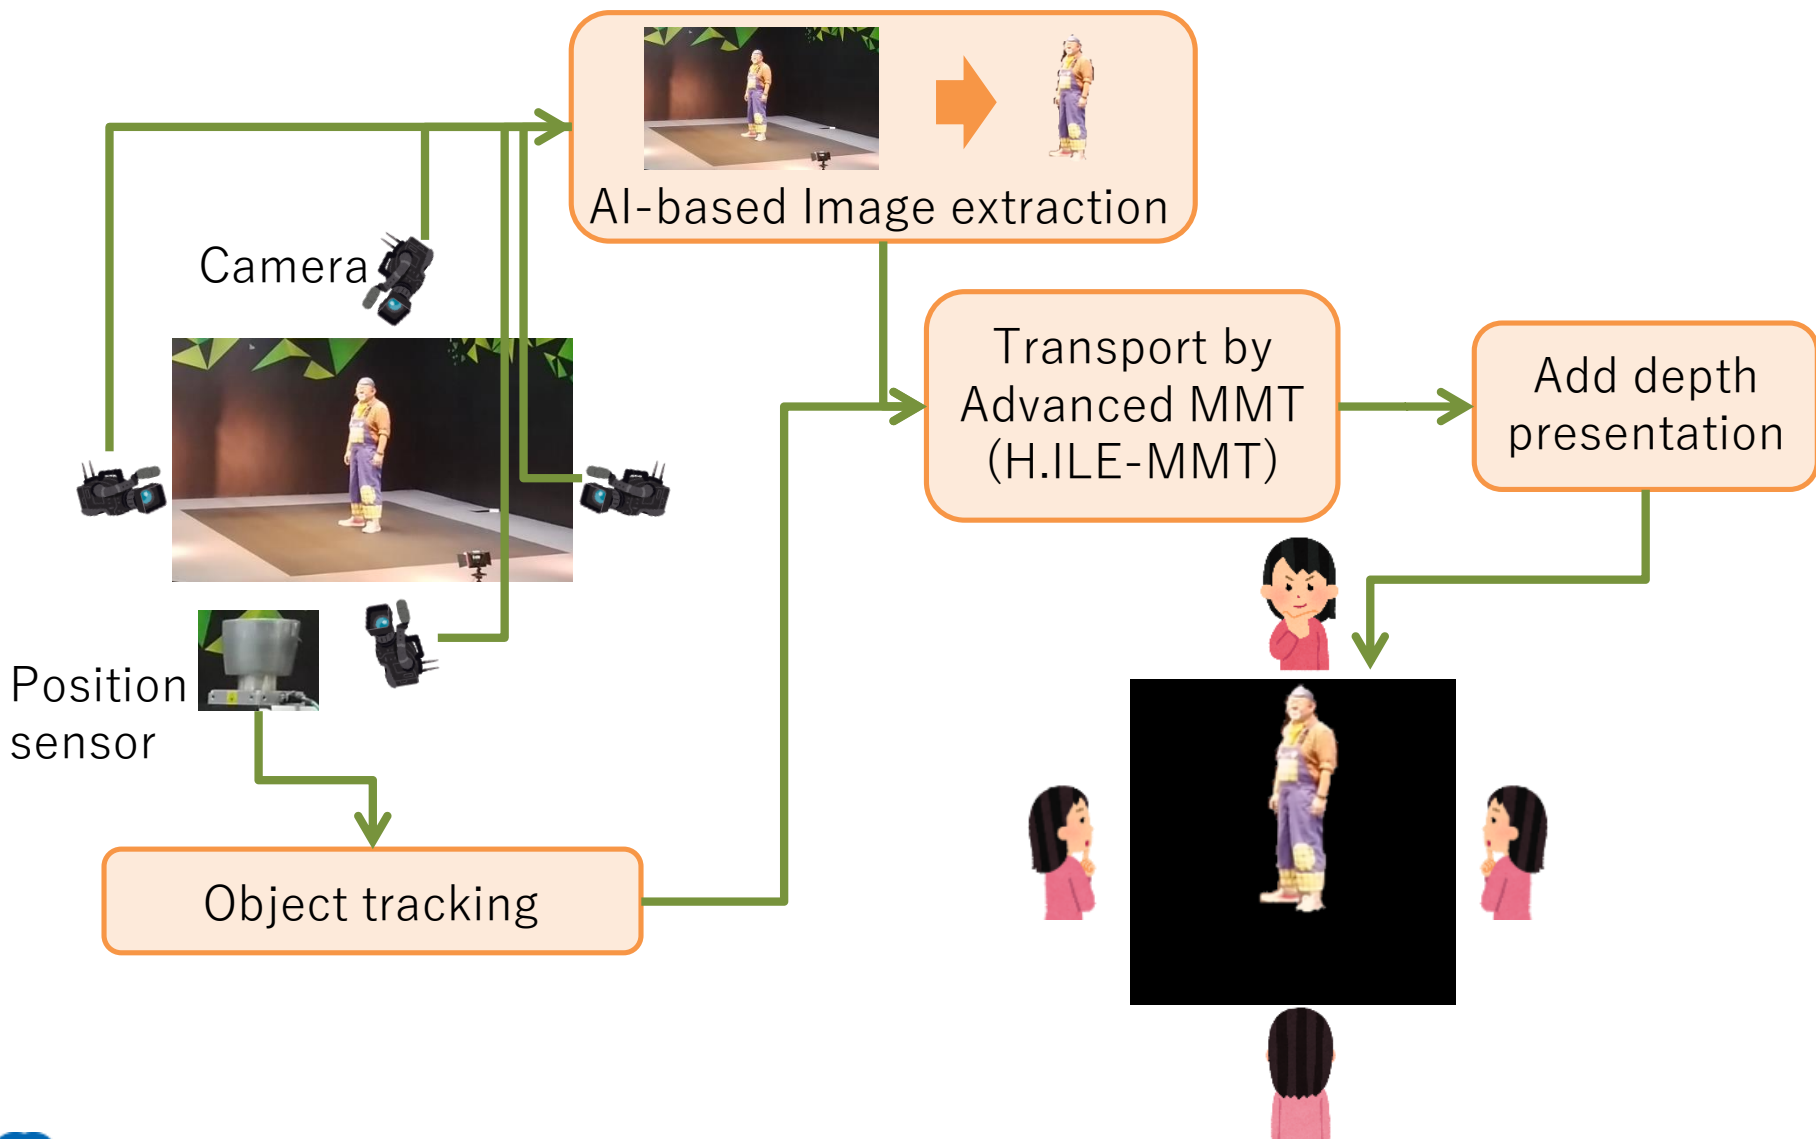 AI-based Image extraction
Camera
Transport by
Advanced MMT
(H.ILE-MMT)
Add depth
presentation
Position
sensor
Object tracking